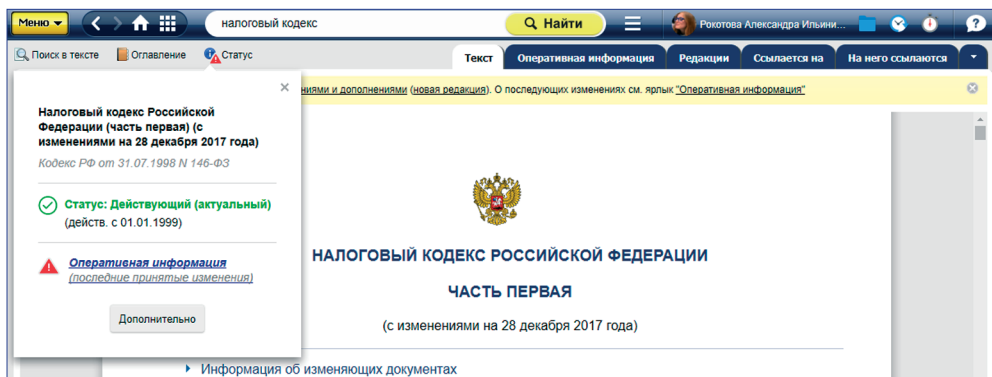 Меню
налоговый кодекс
Найти
Рокотова Александра Ильини...
?
Поиск в тексте
Оглавление
Статус
Текст
Оперативная информация
Редакции
Ссылается на
На него ссылаются
ниями и дополнениями (новая редакция). О последующих изменениях см. ярлык "Оперативная информация"
Налоговый кодекс Российской
Федерации (часть первая) (с
изменениями на 28 декабря 2017 года)
Кодекс РФ от 31.07.1998 N 146-ФЗ
Статус: Действующий (актуальный)
(действ. с 01.01.1999)
Оперативная информация
(последние принятые изменения)
Дополнительно
НАЛОГОВЫЙ КОДЕКС РОССИЙСКОЙ ФЕДЕРАЦИИ
ЧАСТЬ ПЕРВАЯ
(с изменениями на 28 декабря 2017 года)
Информация об изменяющих документах